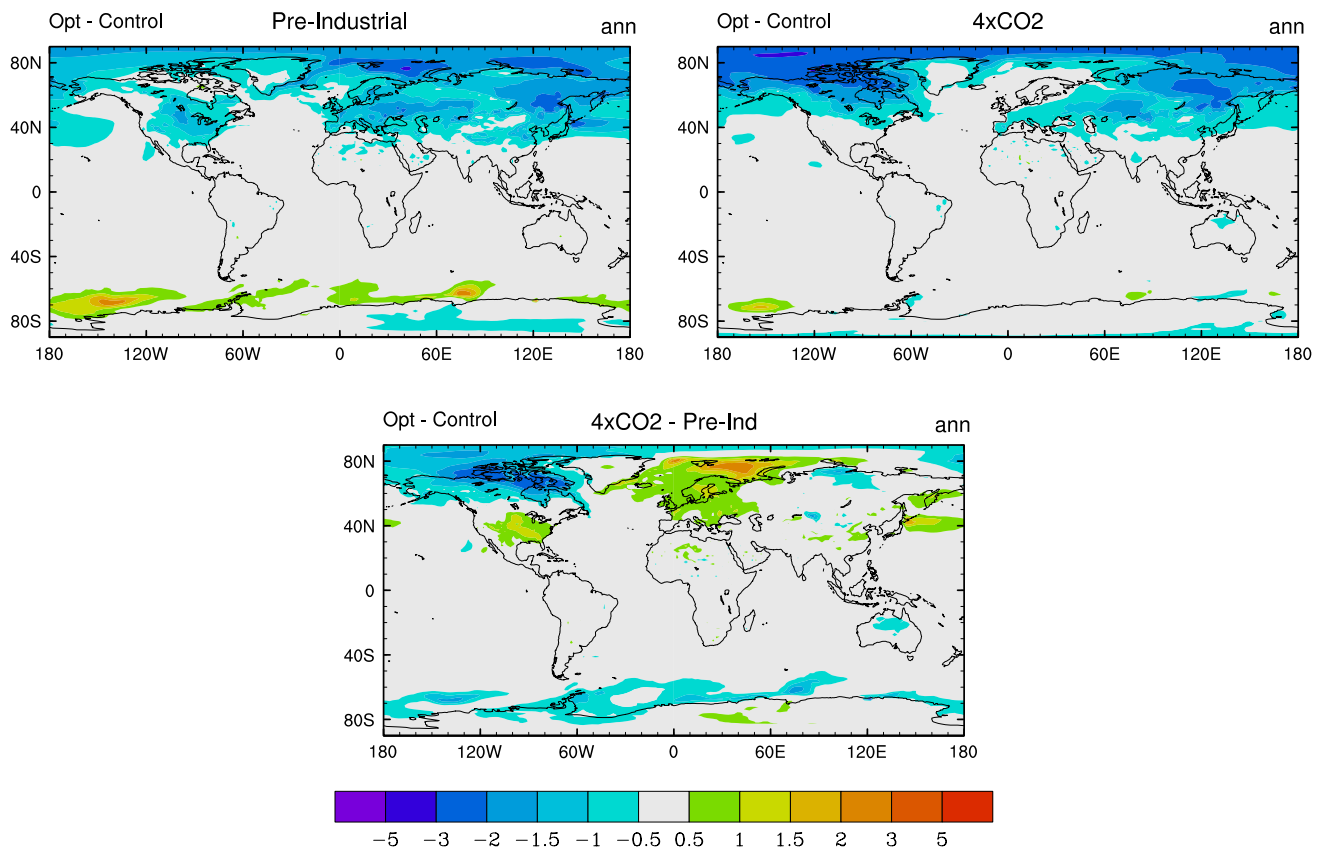 Opt - Control Pre-Industrial ann
80N
40N
0
40S
80S
180 120W 60W 0 60E 120E 180
Opt - Control 4xCO2 ann
80N
40N
0
40S
80S
180 120W 60W 0 60E 120E 180
Opt - Control 4xCO2 - Pre-Ind ann
80N
40N
0
40S
80S
180 120W 60W 0 60E 120E 180
−5 −3 −2 −1.5 −1 −0.5 0.5 1 1.5 2 3 5